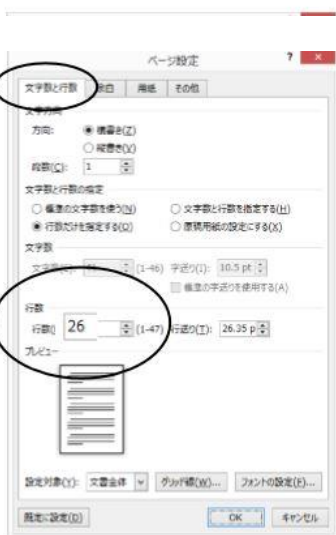 ページ設定 ? ×
文字数と行数 余白 用紙 その他
文字方向
方向: 横書き(Z)
縦書き(V)
段数(C): 1
文字数と行数の指定
標準の文字数を使う(N) 文字数と行数を指定する(H)
行数だけを指定する(O) 原稿用紙の設定にする(X)
文字数
(1-46) 字送り(I): 10.5 pt
標準の字送りを使用する(A)
行数
行数( 26 (1-47) 行送り(T): 26.35 p
プレビュー
設定対象(Y): 文書全体 グリッド線(W)... フォントの設定(F)...
既定に設定(D) OK キャンセル